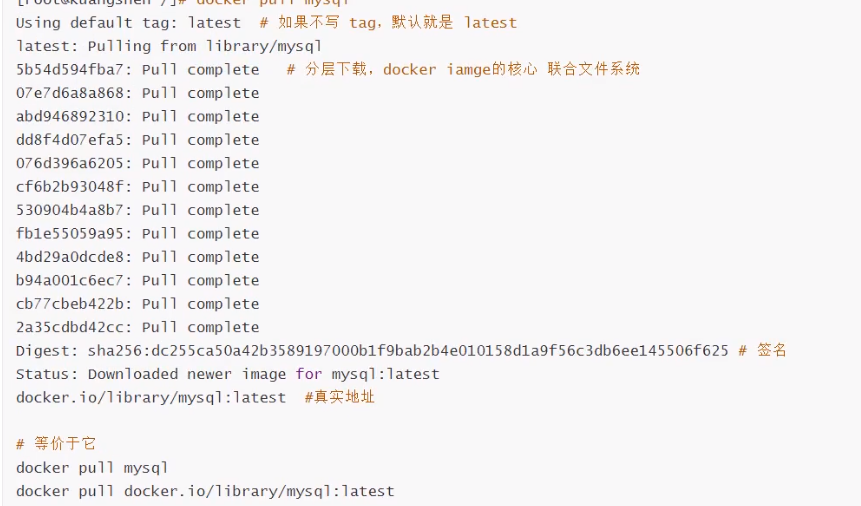 [root@kuangshen /]# docker pull mysql
Using default tag: latest  # 如果不写 tag，默认就是 latest
latest: Pulling from library/mysql
5b54d594fba7: Pull complete   # 分层下载，docker iamge的核心 联合文件系统
07e7d6a8a868: Pull complete
abd946892310: Pull complete
dd8f4d07efa5: Pull complete
076d396a6205: Pull complete
cf6b2b93048f: Pull complete
530904b4a8b7: Pull complete
fb1e55059a95: Pull complete
4bd29a0dcde8: Pull complete
b94a001c6ec7: Pull complete
cb77cbeb422b: Pull complete
2a35cdbd42cc: Pull complete
Digest: sha256:dc255ca50a42b3589197000b1f9bab2b4e010158d1a9f56c3db6ee145506f625 # 签名
Status: Downloaded newer image for mysql:latest
docker.io/library/mysql:latest  #真实地址
# 等价于它
docker pull mysql
docker pull docker.io/library/mysql:latest